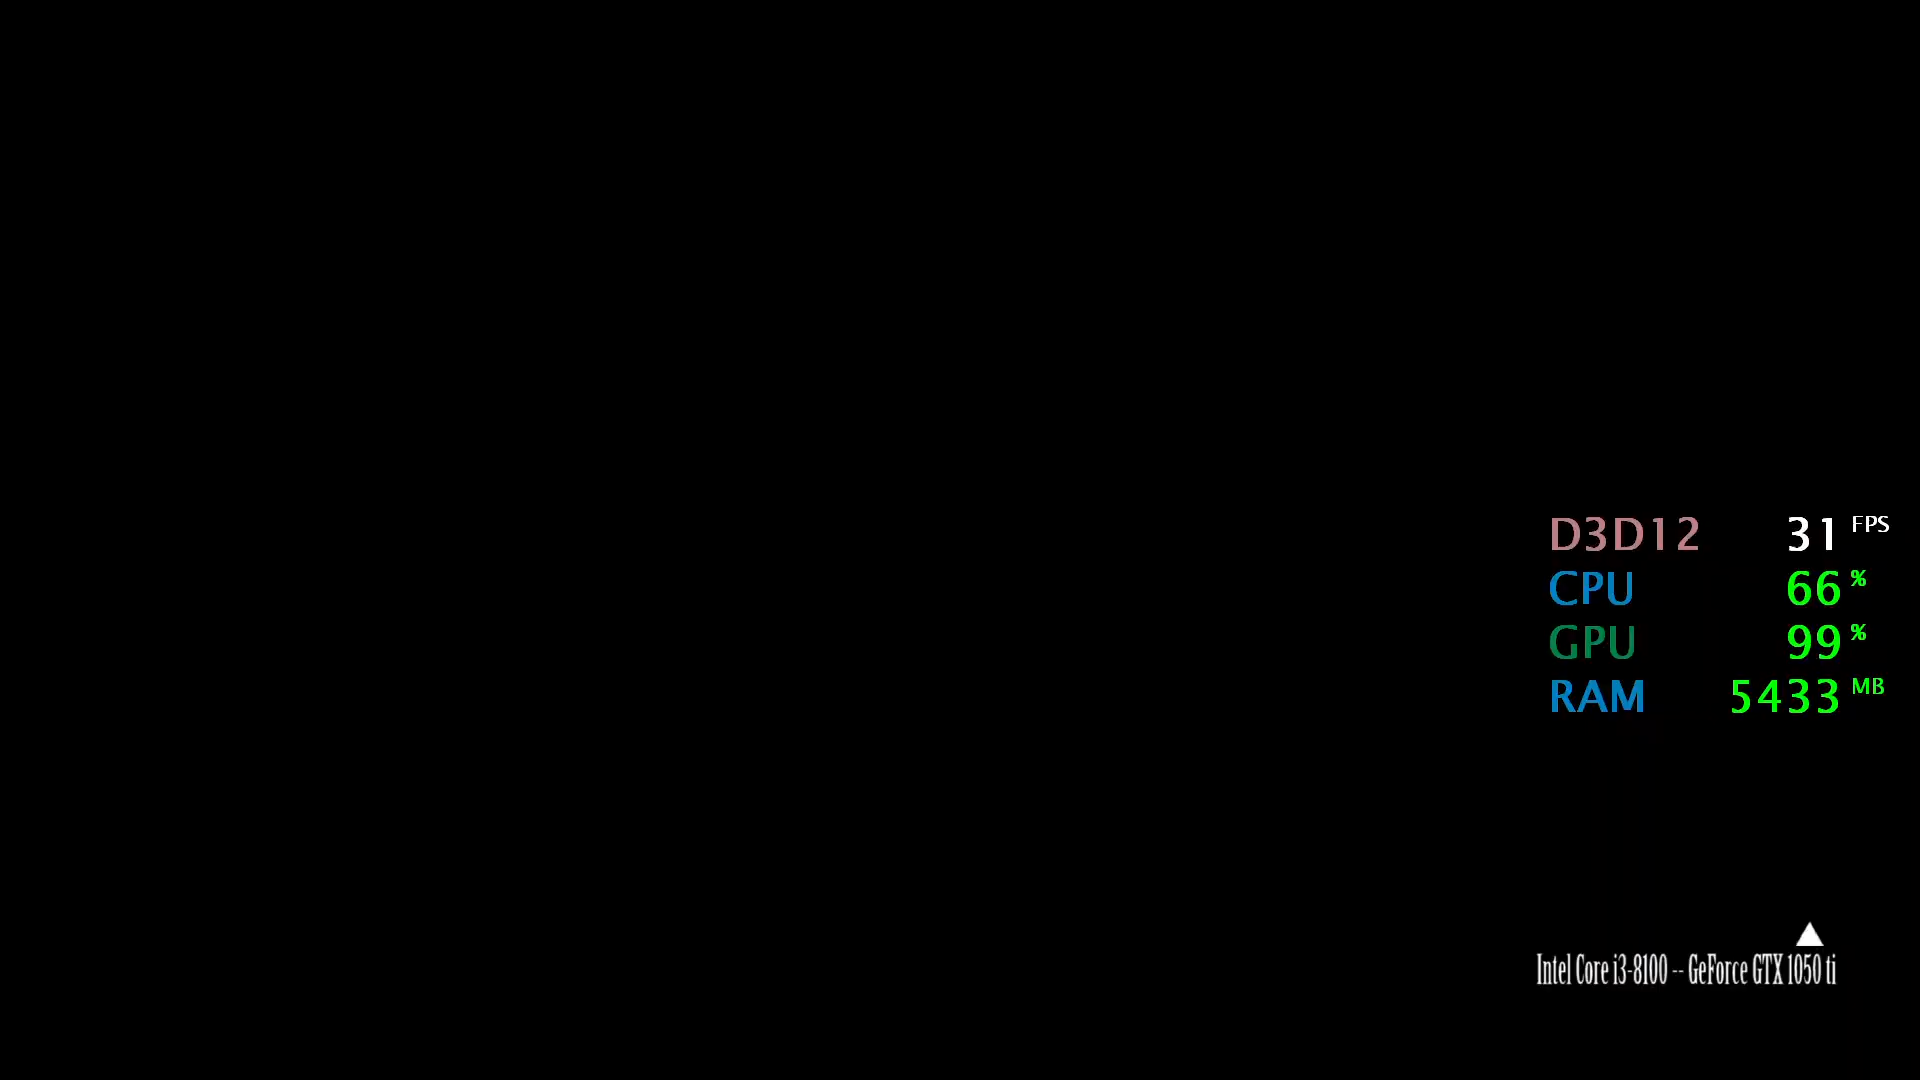 D3D12 31 FPS
CPU 66 %
GPU 99 %
RAM 5433 MB
Intel Core i3-8100 -- GeForce GTX 1050 ti